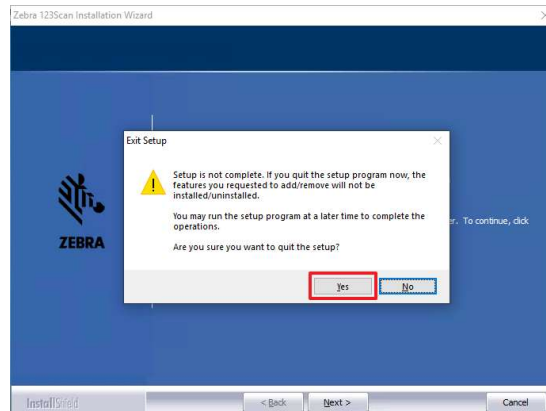 Zebra 123Scan Installation Wizard
Exit Setup
Setup is not complete. If you quit the setup program now, the
features you requested to add/remove will not be
installed/uninstalled.
You may run the setup program at a later time to complete the
operations.
Are you sure you want to quit the setup?
Yes
No
er. To continue, click
ZEBRA
InstallShield
< Back
Next >
Cancel